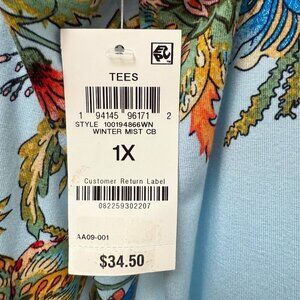 TEES
1 94145 96171 2
STYLE 100194866WN
WINTER MIST CB
1X
Customer Return Label
082259302207
AA09-001
$34.50